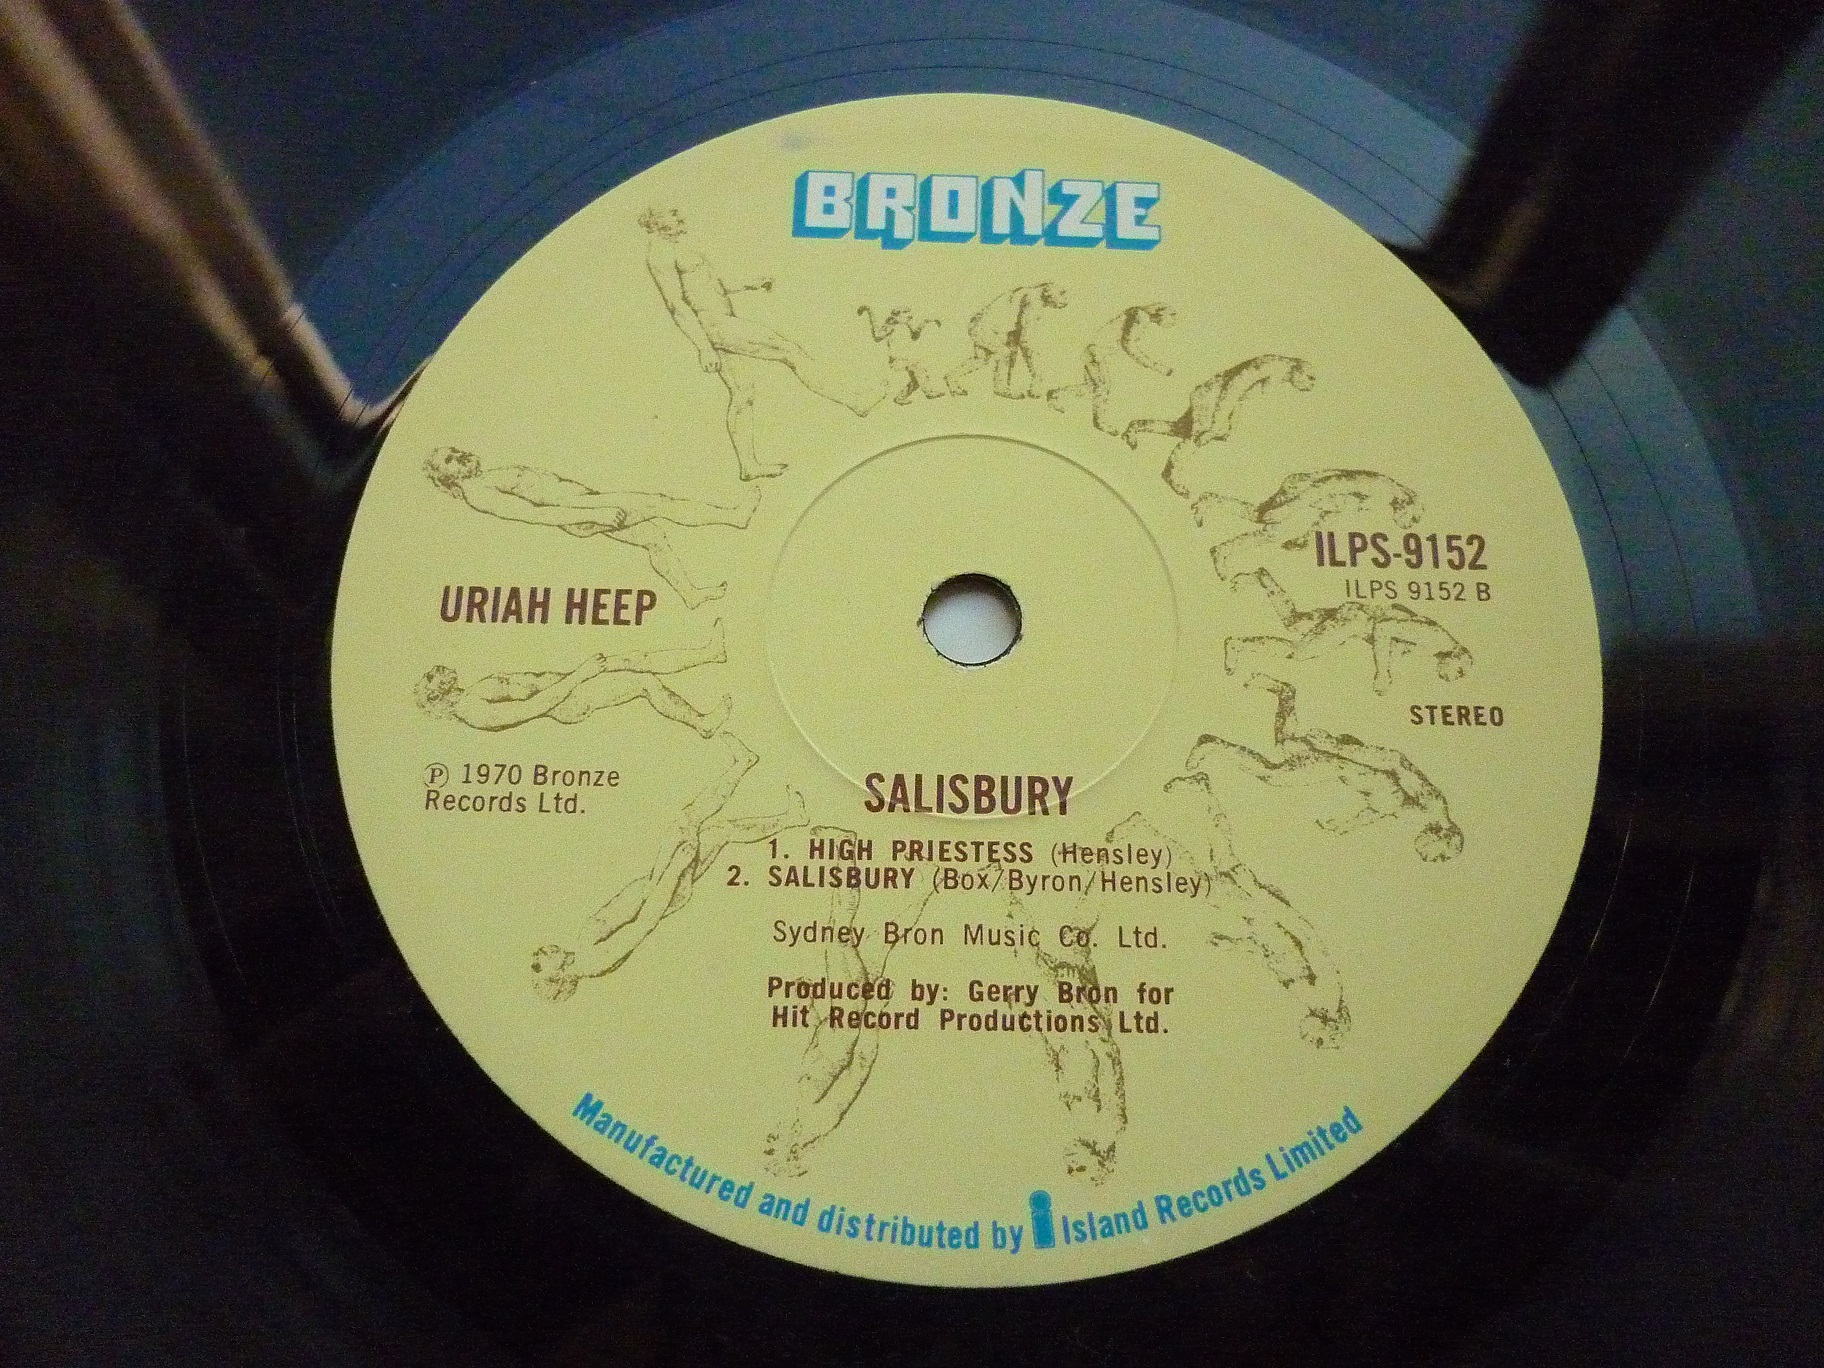 BRONZE
ILPS-9152
ILPS 9152 B
URIAH HEEP
STEREO
Ⓟ 1970 Bronze
Records Ltd.
SALISBURY
1. HIGH PRIESTESS (Hensley)
2. SALISBURY (Box/Byron/Hensley)
Sydney Bron Music Co. Ltd.
Produced by: Gerry Bron for
Hit Record Productions Ltd.
Manufactured and distributed by i Island Records Limited